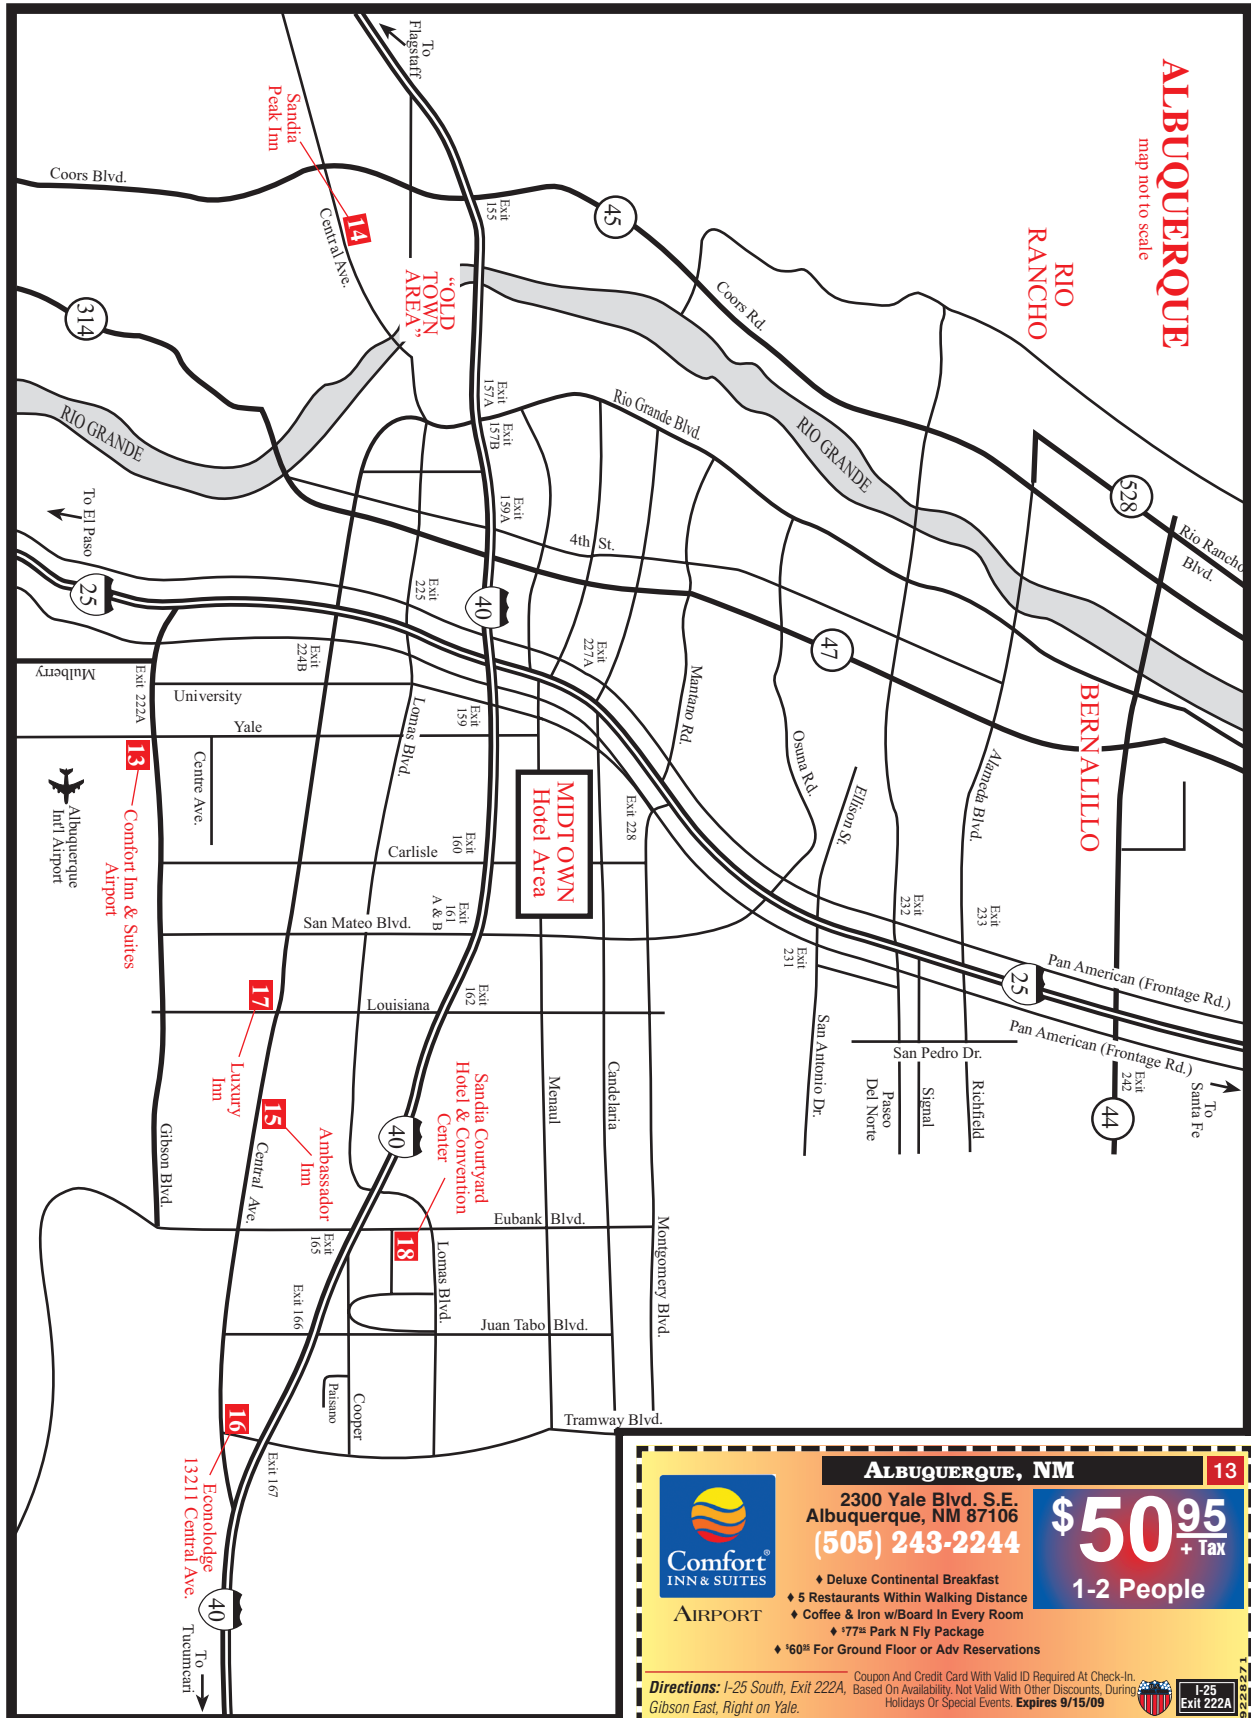 ALBUQUERQUE
map not to scale
RIO
RANCHO
To
Flagstaff
Sandia
Peak Inn
14
Coors Blvd.
Central Ave.
Exit
155
45
Coors Rd.
"OLD
TOWN
AREA"
314
RIO GRANDE
Exit
157A
Exit
157B
Rio Grande Blvd.
RIO GRANDE
528
Rio Rancho
Blvd.
To El Paso
25
Exit
159A
4th St.
40
Exit
225
Exit
224B
Exit
227A
47
Mulberry
Exit 222A
University
Yale
Lomas Blvd.
Exit
159
Mantano Rd.
Osuna Rd.
Ellison St.
Alameda Blvd.
BERNALILLO
13
Centre Ave.
Albuquerque
Int'l Airport
Comfort Inn & Suites
Airport
MIDTOWN
Hotel Area
Exit 228
Carlisle
Exit
160
San Mateo Blvd.
Exit
161
A & B
Exit
231
Exit
232
Exit
233
Pan American (Frontage Rd.)
25
Pan American (Frontage Rd.)
17
Luxury
Inn
Louisiana
Exit
162
San Antonio Dr.
San Pedro Dr.
Paseo
Del Norte
Signal
Richfield
Exit
242
44
To
Santa Fe
Gibson Blvd.
15
Central Ave.
Ambassador
Inn
40
Sandia Courtyard
Hotel & Convention
Center
18
Menaul
Candelaria
Eubank Blvd.
Montgomery Blvd.
Exit
165
Lomas Blvd.
Exit 166
Juan Tabo Blvd.
Paisano
Cooper
Tramway Blvd.
16
Exit 167
Econolodge
13211 Central Ave.
40
To
Tucumcari
ALBUQUERQUE, NM
13
Comfort®
INN & SUITES
AIRPORT
2300 Yale Blvd. S.E.
Albuquerque, NM 87106
(505) 243-2244
$50 95
+ Tax
1-2 People
♦ Deluxe Continental Breakfast
♦ 5 Restaurants Within Walking Distance
♦ Coffee & Iron w/Board In Every Room
♦ $77 95 Park N Fly Package
♦ $60 95 For Ground Floor or Adv Reservations
Directions: I-25 South, Exit 222A,
Gibson East, Right on Yale.
Coupon And Credit Card With Valid ID Required At Check-In.
Based On Availability. Not Valid With Other Discounts, During
Holidays Or Special Events. Expires 9/15/09
I-25
Exit 222A
9228271